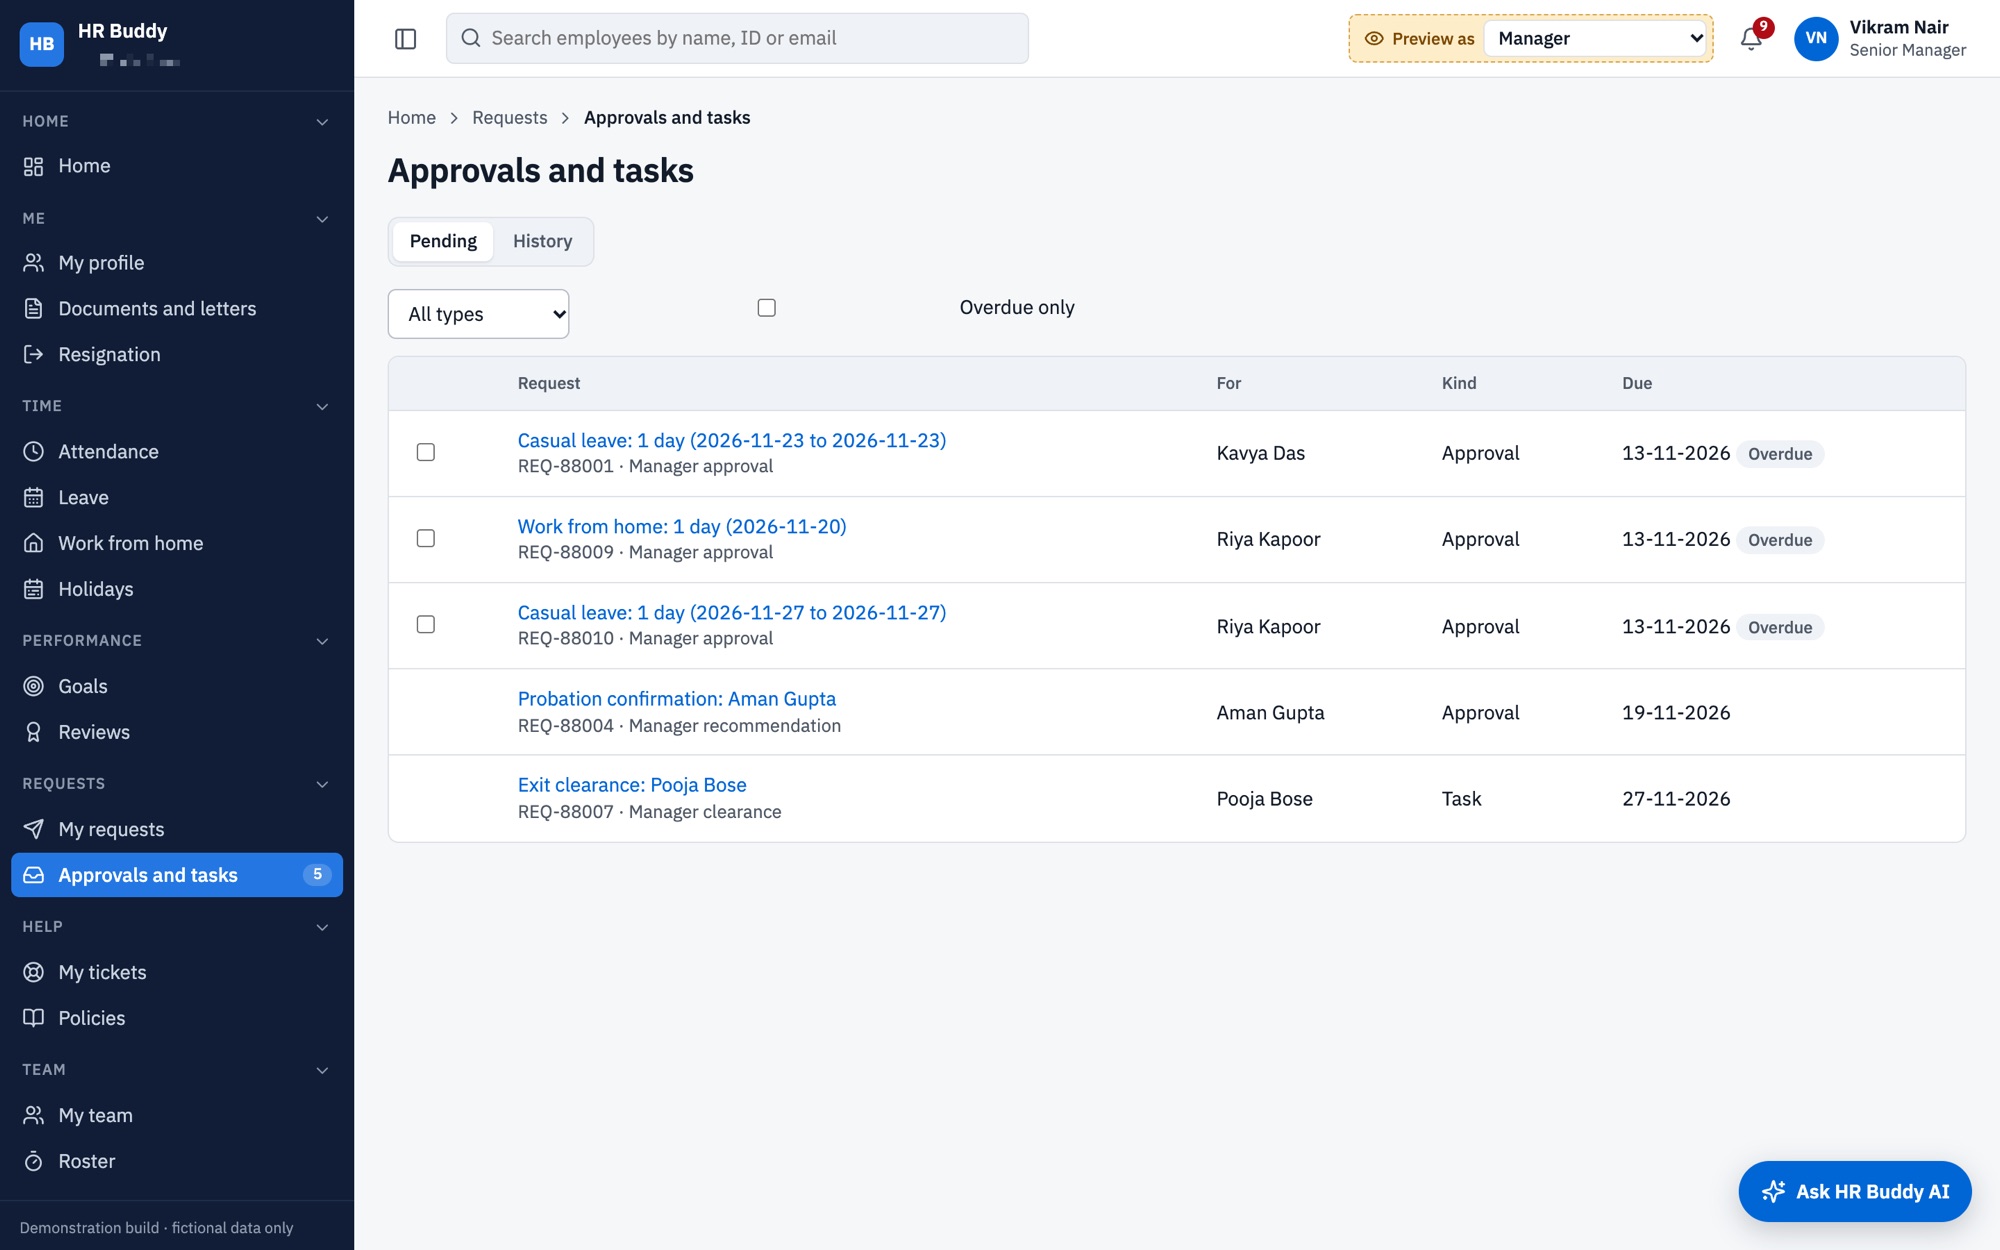 HB
HR Buddy
Search employees by name, ID or email
Preview as
Manager
9
VN
Vikram Nair
Senior Manager
HOME
Home
ME
My profile
Documents and letters
Resignation
TIME
Attendance
Leave
Work from home
Holidays
PERFORMANCE
Goals
Reviews
REQUESTS
My requests
Approvals and tasks 5
HELP
My tickets
Policies
TEAM
My team
Roster
Demonstration build · fictional data only
Home > Requests > Approvals and tasks
Approvals and tasks
Pending History
All types Overdue only
Request For Kind Due
Casual leave: 1 day (2026-11-23 to 2026-11-23)
REQ-88001 · Manager approval
Kavya Das Approval 13-11-2026 Overdue
Work from home: 1 day (2026-11-20)
REQ-88009 · Manager approval
Riya Kapoor Approval 13-11-2026 Overdue
Casual leave: 1 day (2026-11-27 to 2026-11-27)
REQ-88010 · Manager approval
Riya Kapoor Approval 13-11-2026 Overdue
Probation confirmation: Aman Gupta
REQ-88004 · Manager recommendation
Aman Gupta Approval 19-11-2026
Exit clearance: Pooja Bose
REQ-88007 · Manager clearance
Pooja Bose Task 27-11-2026
Ask HR Buddy AI